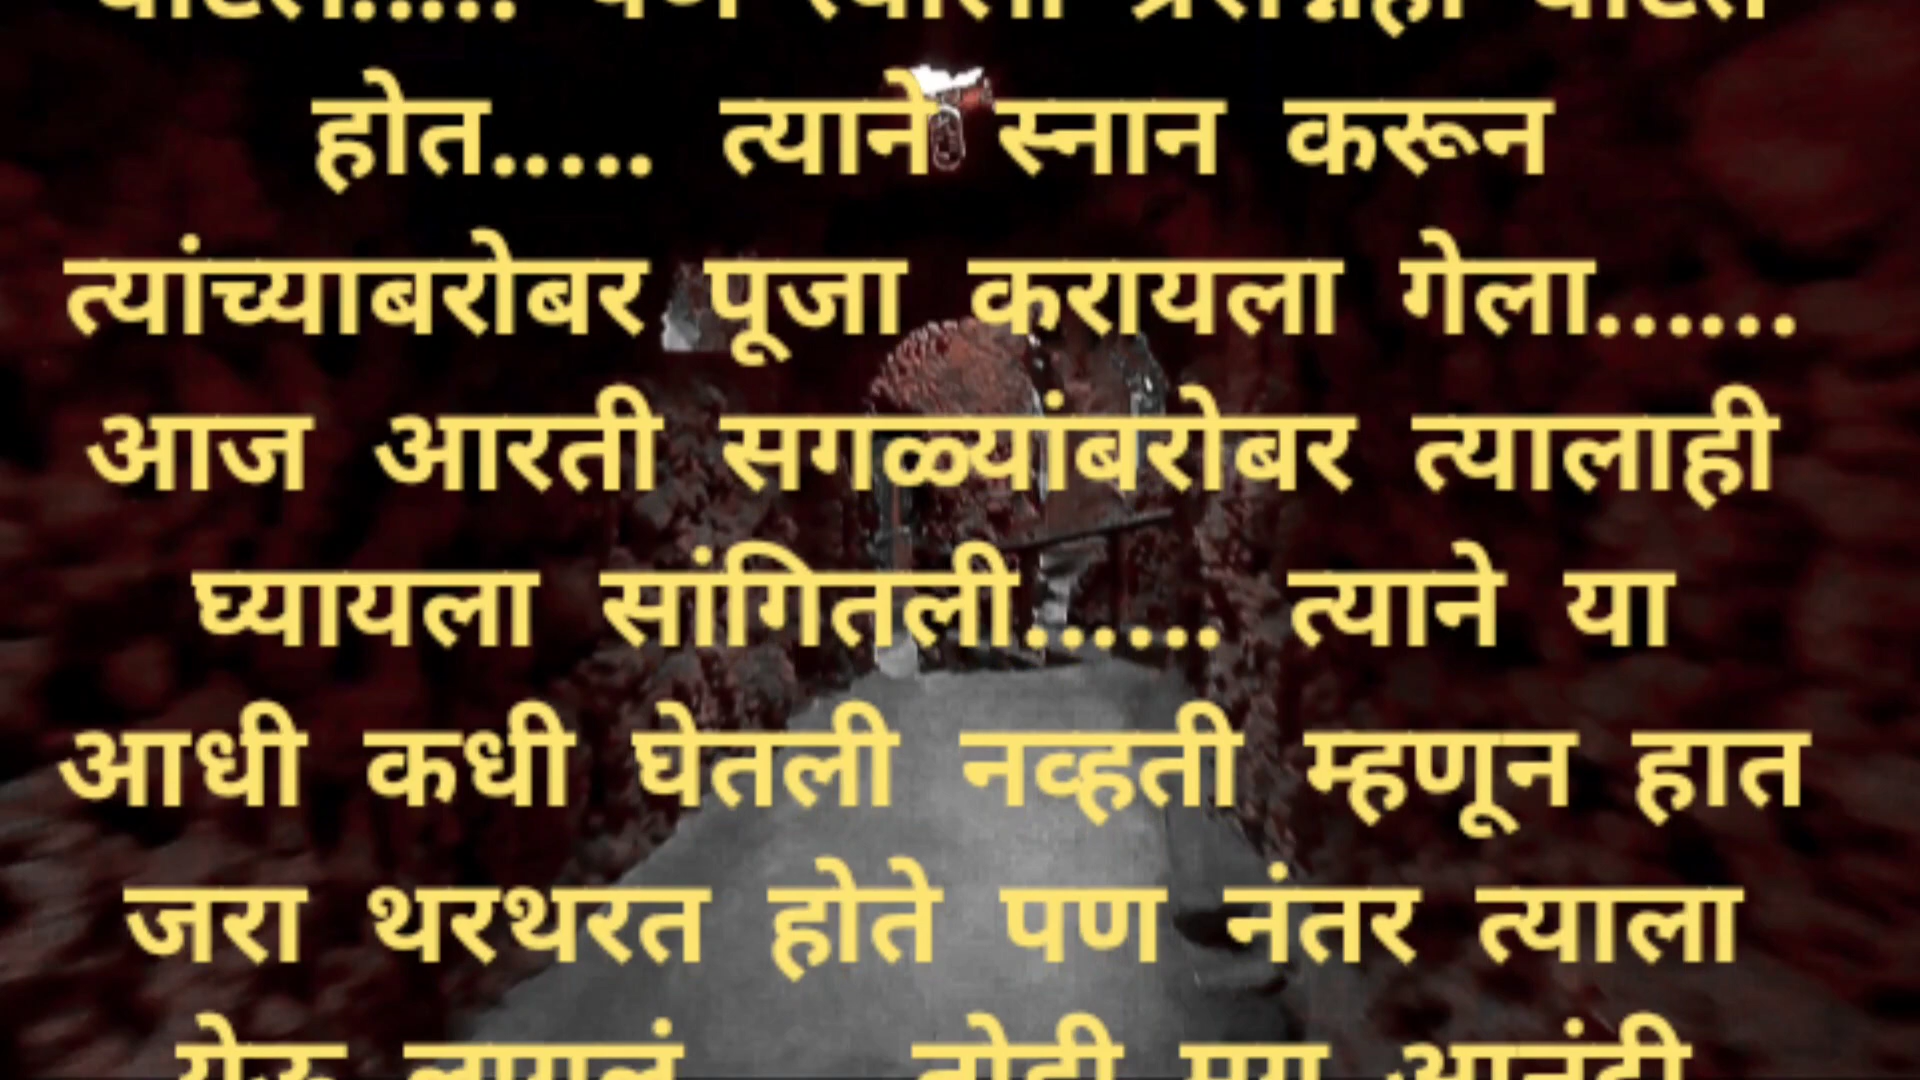 होत..... त्याने स्नान करून
त्यांच्याबरोबर पूजा करायला गेला......
आज आरती सगळ्यांबरोबर त्यालाही
घ्यायला सांगितली...... त्याने या
आधी कधी घेतली नव्हती म्हणून हात
जरा थरथरत होते पण नंतर त्याला